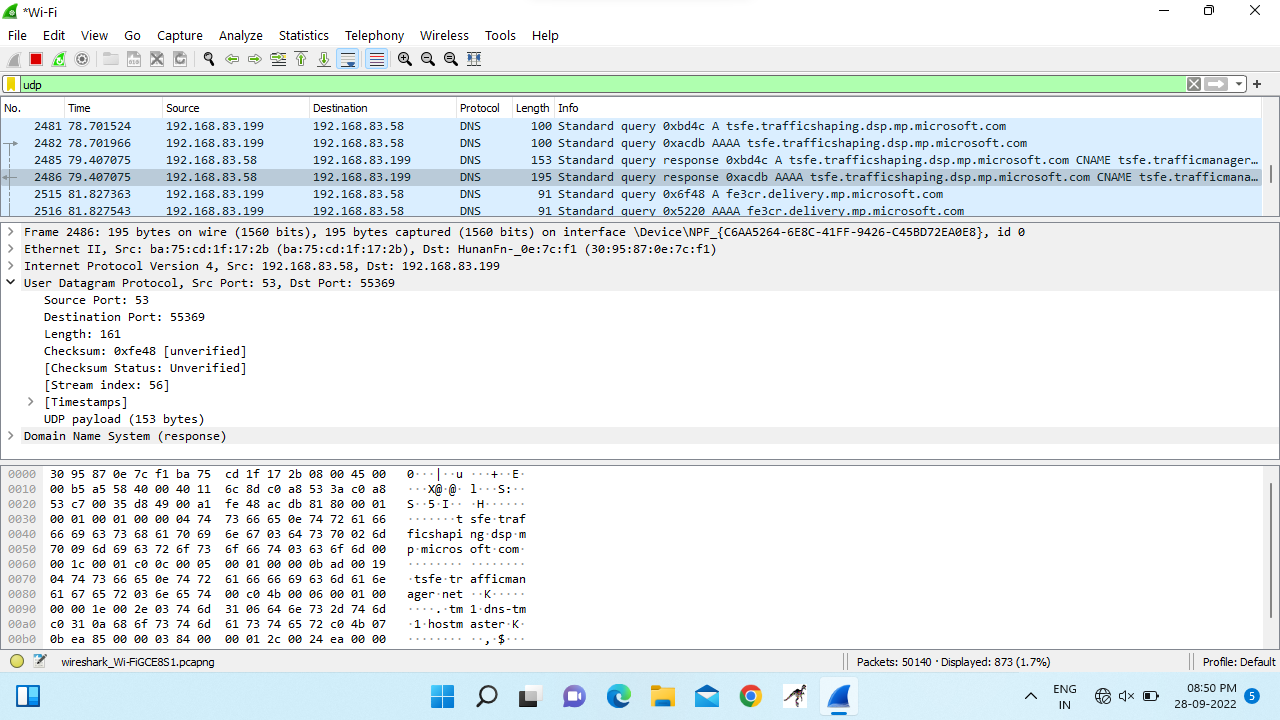 *Wi-Fi
File Edit View Go Capture Analyze Statistics Telephony Wireless Tools Help
udp
No. Time Source Destination Protocol Length Info
2481 78.701524 192.168.83.199 192.168.83.58 DNS 100 Standard query 0xbd4c A tsfe.trafficshaping.dsp.mp.microsoft.com
2482 78.701966 192.168.83.199 192.168.83.58 DNS 100 Standard query 0xacdb AAAA tsfe.trafficshaping.dsp.mp.microsoft.com
2485 79.407075 192.168.83.58 192.168.83.199 DNS 153 Standard query response 0xbd4c A tsfe.trafficshaping.dsp.mp.microsoft.com CNAME tsfe.trafficmanager…
2486 79.407075 192.168.83.58 192.168.83.199 DNS 195 Standard query response 0xacdb AAAA tsfe.trafficshaping.dsp.mp.microsoft.com CNAME tsfe.trafficmana…
2515 81.827363 192.168.83.199 192.168.83.58 DNS 91 Standard query 0x6f48 A fe3cr.delivery.mp.microsoft.com
2516 81.827543 192.168.83.199 192.168.83.58 DNS 91 Standard query 0x5220 AAAA fe3cr.delivery.mp.microsoft.com
Frame 2486: 195 bytes on wire (1560 bits), 195 bytes captured (1560 bits) on interface \Device\NPF_{C6AA5264-6E8C-41FF-9426-C45BD72EA0E8}, id 0
Ethernet II, Src: ba:75:cd:1f:17:2b (ba:75:cd:1f:17:2b), Dst: HunanFn-_0e:7c:f1 (30:95:87:0e:7c:f1)
Internet Protocol Version 4, Src: 192.168.83.58, Dst: 192.168.83.199
User Datagram Protocol, Src Port: 53, Dst Port: 55369
Source Port: 53
Destination Port: 55369
Length: 161
Checksum: 0xfe48 [unverified]
[Checksum Status: Unverified]
[Stream index: 56]
[Timestamps]
UDP payload (153 bytes)
Domain Name System (response)
0000 30 95 87 0e 7c f1 ba 75 cd 1f 17 2b 08 00 45 00 0···|··u ···+··E·
0010 00 b5 a5 58 40 00 40 11 6c 8d c0 a8 53 3a c0 a8 ···X@·@· l···S:··
0020 53 c7 00 35 d8 49 00 a1 fe 48 ac db 81 80 00 01 S··5·I·· ·H······
0030 00 01 00 01 00 00 04 74 73 66 65 0e 74 72 61 66 ·······t sfe·traf
0040 66 69 63 73 68 61 70 69 6e 67 03 64 73 70 02 6d ficshapi ng·dsp·m
0050 70 09 6d 69 63 72 6f 73 6f 66 74 03 63 6f 6d 00 p·micros oft·com·
0060 00 1c 00 01 c0 0c 00 05 00 01 00 00 0b ad 00 19 ········ ········
0070 04 74 73 66 65 0e 74 72 61 66 66 69 63 6d 61 6e ·tsfe·tr afficman
0080 61 67 65 72 03 6e 65 74 00 c0 4b 00 06 00 01 00 ager·net ··K·····
0090 00 00 1e 00 2e 03 74 6d 31 06 64 6e 73 2d 74 6d ····.·tm 1·dns-tm
00a0 c0 31 0a 68 6f 73 74 6d 61 73 74 65 72 c0 4b 07 ·1·hostm aster·K·
00b0 0b ea 85 00 00 03 84 00 00 01 2c 00 24 ea 00 00 ········ ··,·$···
wireshark_Wi-FiGCE8S1.pcapng Packets: 50140 · Displayed: 873 (1.7%) Profile: Default
ENG
IN
08:50 PM
28-09-2022
5